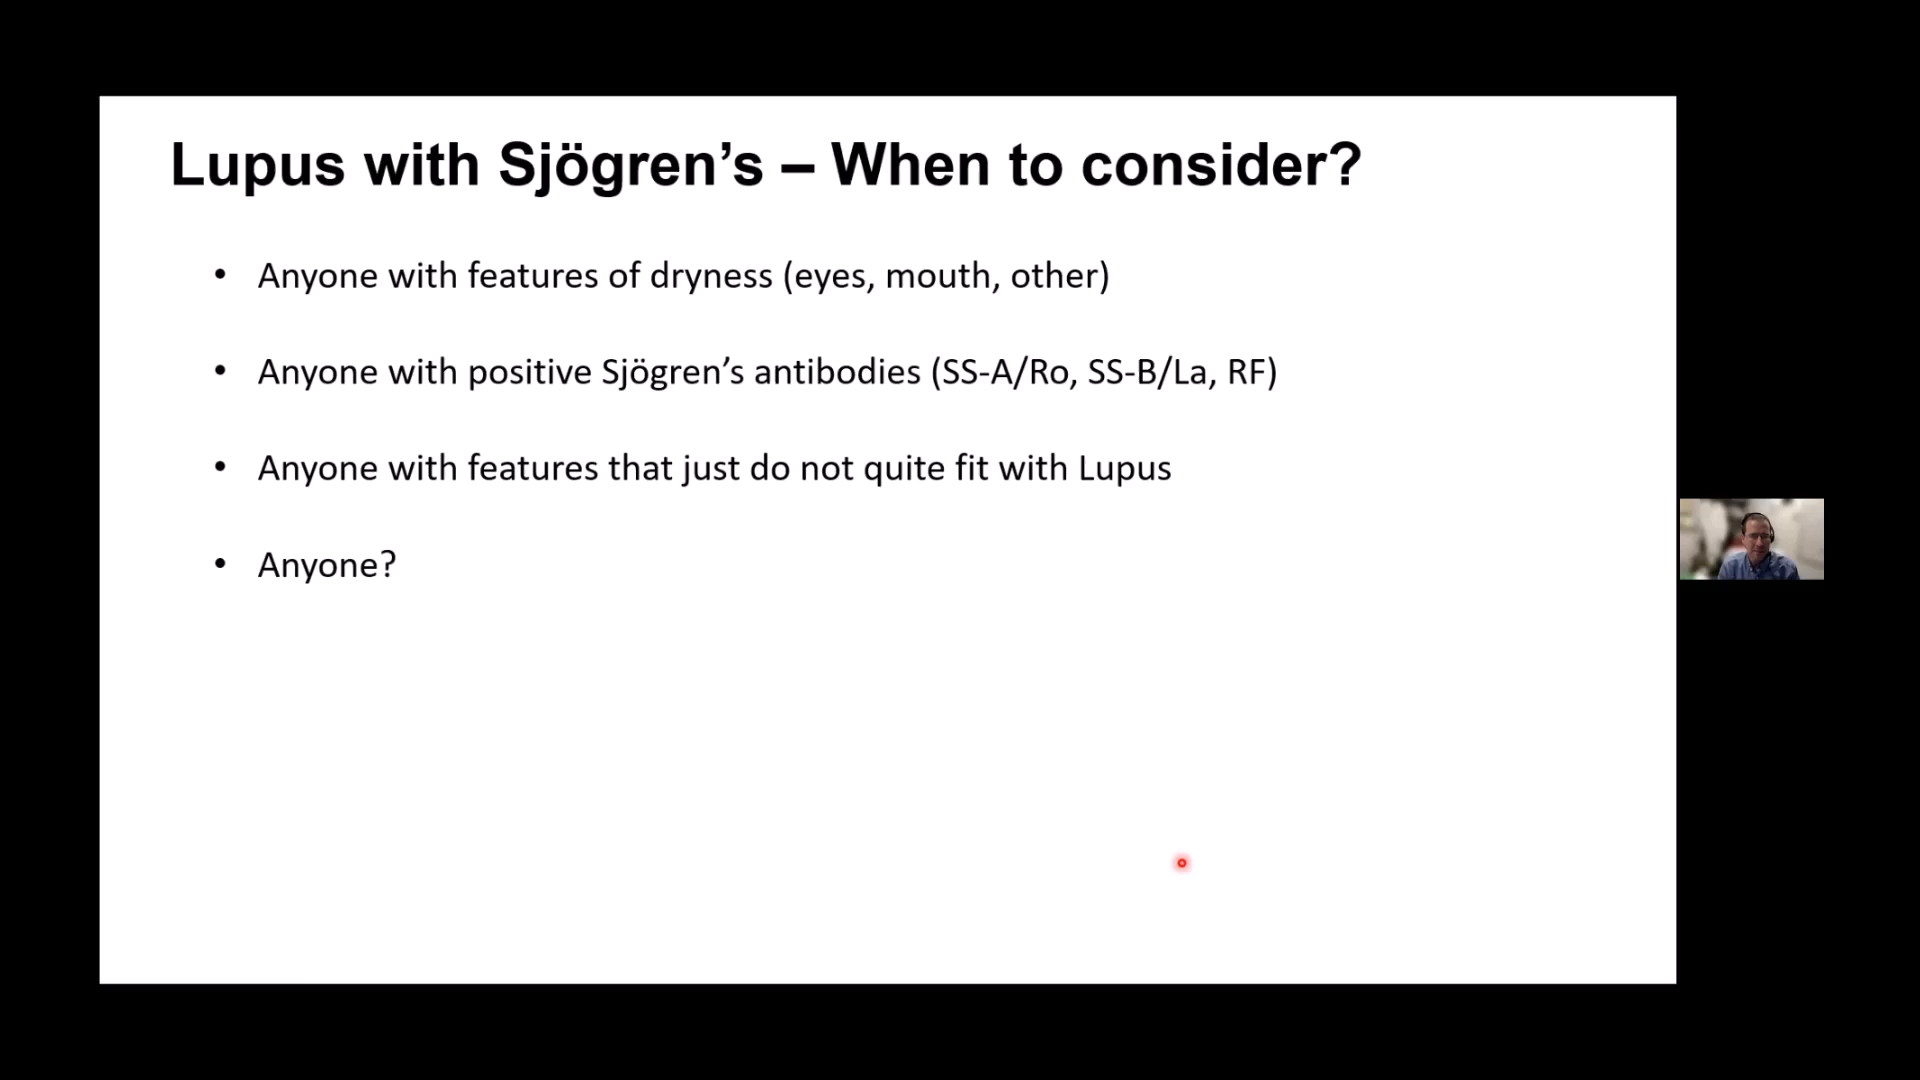 Lupus with Sjögren’s – When to consider?
• Anyone with features of dryness (eyes, mouth, other)
• Anyone with positive Sjögren’s antibodies (SS-A/Ro, SS-B/La, RF)
• Anyone with features that just do not quite fit with Lupus
• Anyone?